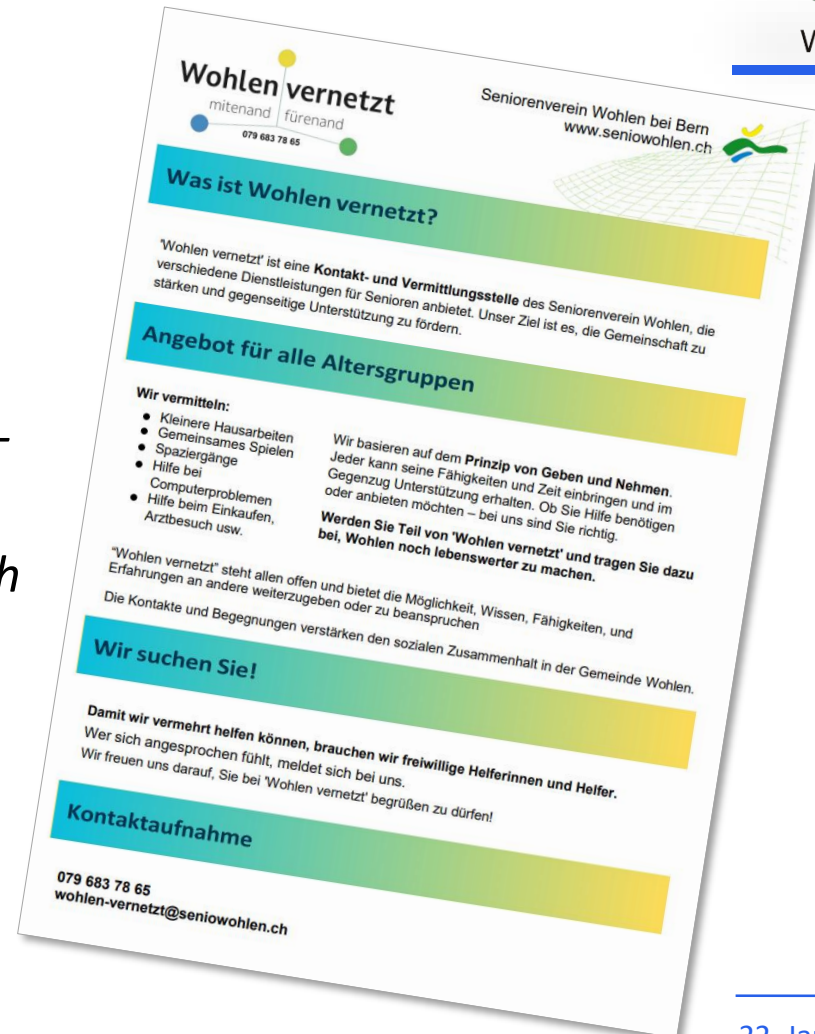 Wohlen vernetzt
mitenand fürenand
079 683 78 65
Seniorenverein Wohlen bei Bern
www.seniowohlen.ch
Was ist Wohlen vernetzt?
'Wohlen vernetzt' ist eine Kontakt- und Vermittlungsstelle des Seniorenverein Wohlen, die
verschiedene Dienstleistungen für Senioren anbietet. Unser Ziel ist es, die Gemeinschaft zu
stärken und gegenseitige Unterstützung zu fördern.
Angebot für alle Altersgruppen
Wir vermitteln:
● Kleinere Hausarbeiten
● Gemeinsames Spielen
● Spaziergänge
● Hilfe bei
Computerproblemen
● Hilfe beim Einkaufen,
Arztbesuch usw.
Wir basieren auf dem Prinzip von Geben und Nehmen.
Jeder kann seine Fähigkeiten und Zeit einbringen und im
Gegenzug Unterstützung erhalten. Ob Sie Hilfe benötigen
oder anbieten möchten – bei uns sind Sie richtig.
Werden Sie Teil von 'Wohlen vernetzt' und tragen Sie dazu
bei, Wohlen noch lebenswerter zu machen.
"Wohlen vernetzt" steht allen offen und bietet die Möglichkeit, Wissen, Fähigkeiten, und
Erfahrungen an andere weiterzugeben oder zu beanspruchen
Die Kontakte und Begegnungen verstärken den sozialen Zusammenhalt in der Gemeinde Wohlen.
Wir suchen Sie!
Damit wir vermehrt helfen können, brauchen wir freiwillige Helferinnen und Helfer.
Wer sich angesprochen fühlt, meldet sich bei uns.
Wir freuen uns darauf, Sie bei 'Wohlen vernetzt' begrüßen zu dürfen!
Kontaktaufnahme
079 683 78 65
wohlen-vernetzt@seniowohlen.ch